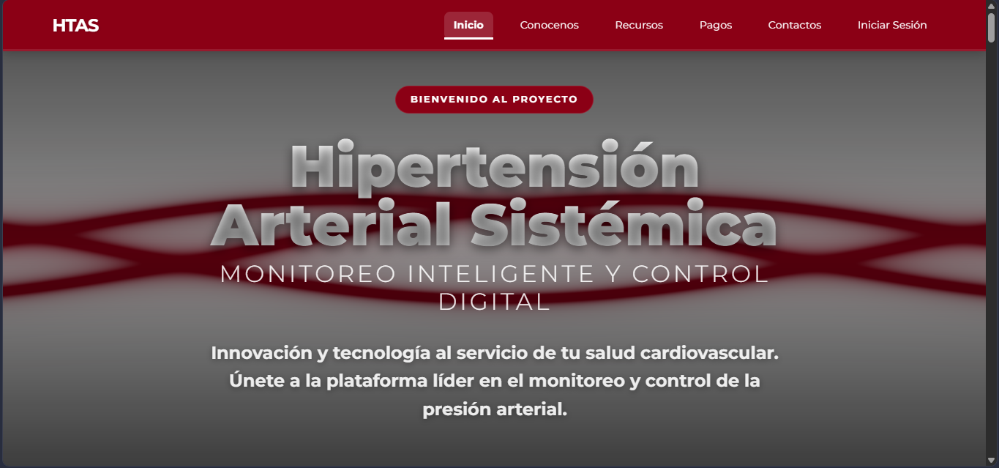 HTAS
Inicio
Conocenos
Recursos
Pagos
Contactos
Iniciar Sesión
BIENVENIDO AL PROYECTO
Hipertensión
Arterial Sistémica
MONITOREO INTELIGENTE Y CONTROL
DIGITAL
Innovación y tecnología al servicio de tu salud cardiovascular.
Únete a la plataforma líder en el monitoreo y control de la
presión arterial.